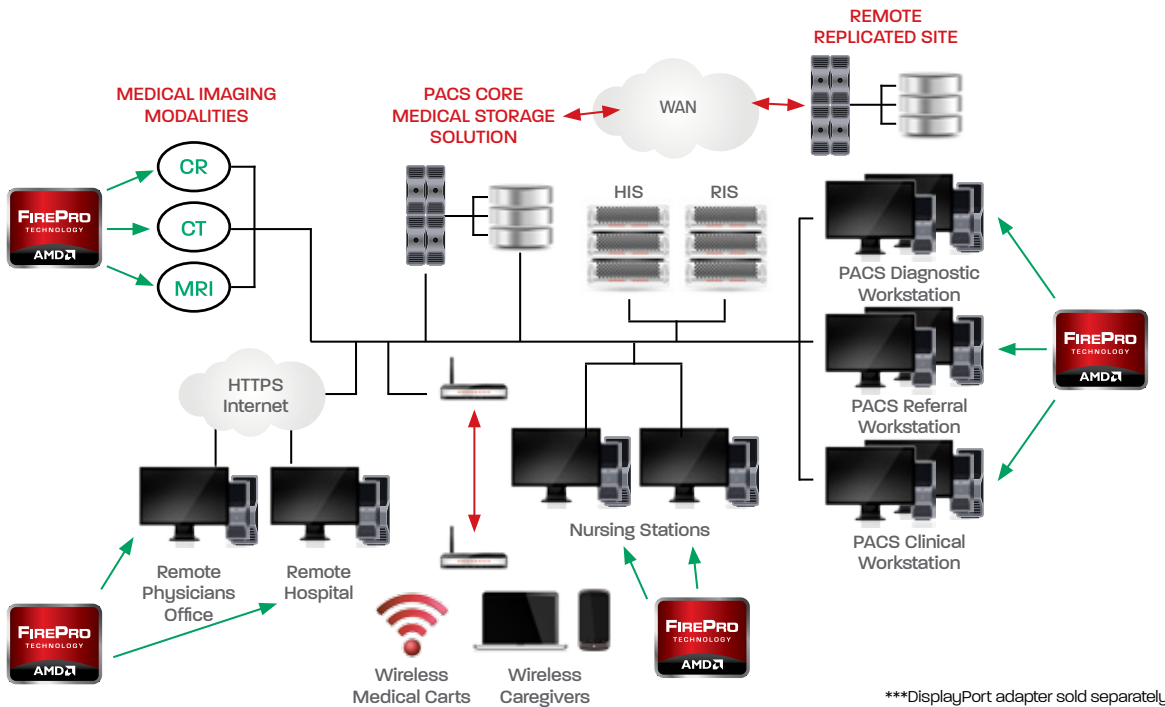 REMOTE
REPLICATED SITE
MEDICAL IMAGING
MODALITIES
PACS CORE
MEDICAL STORAGE
SOLUTION
WAN
CR
CT
MRI
FIREPRO
TECHNOLOGY
AMD
HIS
RIS
PACS Diagnostic
Workstation
PACS Referral
Workstation
PACS Clinical
Workstation
FIREPRO
TECHNOLOGY
AMD
HTTPS
Internet
Remote
Physicians
Office
Remote
Hospital
Nursing Stations
FIREPRO
TECHNOLOGY
AMD
Wireless
Medical Carts
Wireless
Caregivers
FIREPRO
TECHNOLOGY
AMD
***DisplayPort adapter sold separately